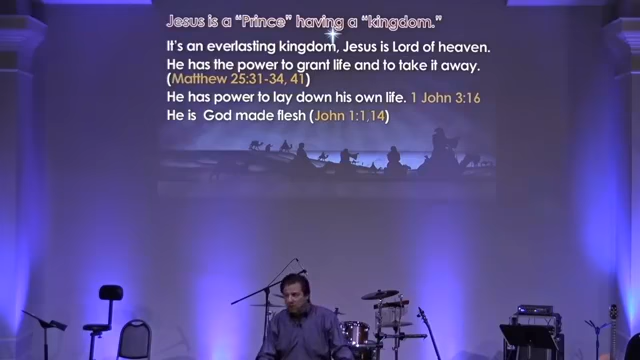 Jesus is a “Prince” having a “kingdom.”
It's an everlasting kingdom, Jesus is Lord of heaven.
He has the power to grant life and to take it away.
(Matthew 25:31-34, 41)
He has power to lay down his own life. 1 John 3:16
He is God made flesh (John 1:1,14)